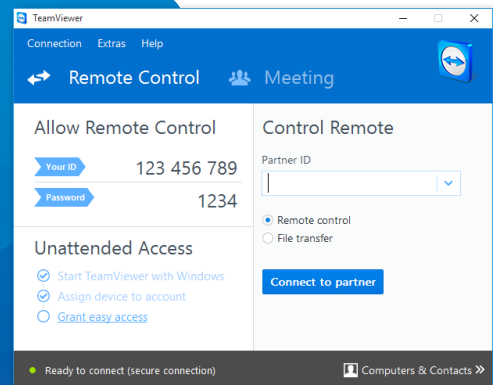 TeamViewer
Connection Extras Help
Remote Control Meeting
Allow Remote Control
Your ID 123 456 789
Password 1234
Unattended Access
Start TeamViewer with Windows
Assign device to account
Grant easy access
Control Remote
Partner ID
Remote control
File transfer
Connect to partner
Ready to connect (secure connection)
Computers & Contacts »